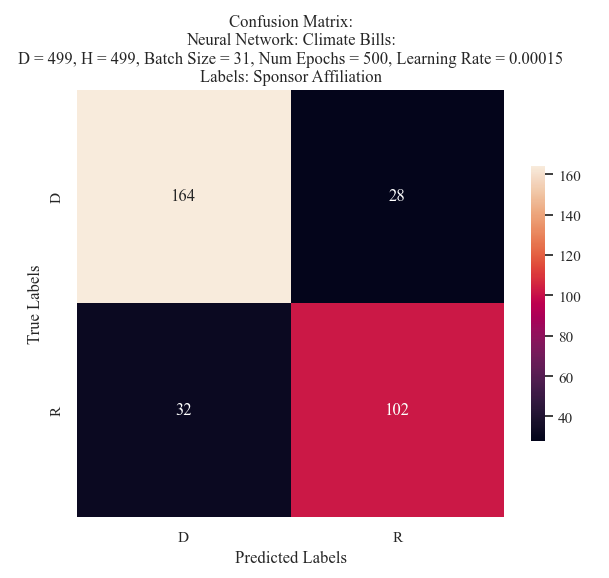 Confusion Matrix:
Neural Network: Climate Bills:
D = 499, H = 499, Batch Size = 31, Num Epochs = 500, Learning Rate = 0.00015
Labels: Sponsor Affiliation
True Labels
D
R
164
28
32
102
D
R
Predicted Labels
160
140
120
100
80
60
40